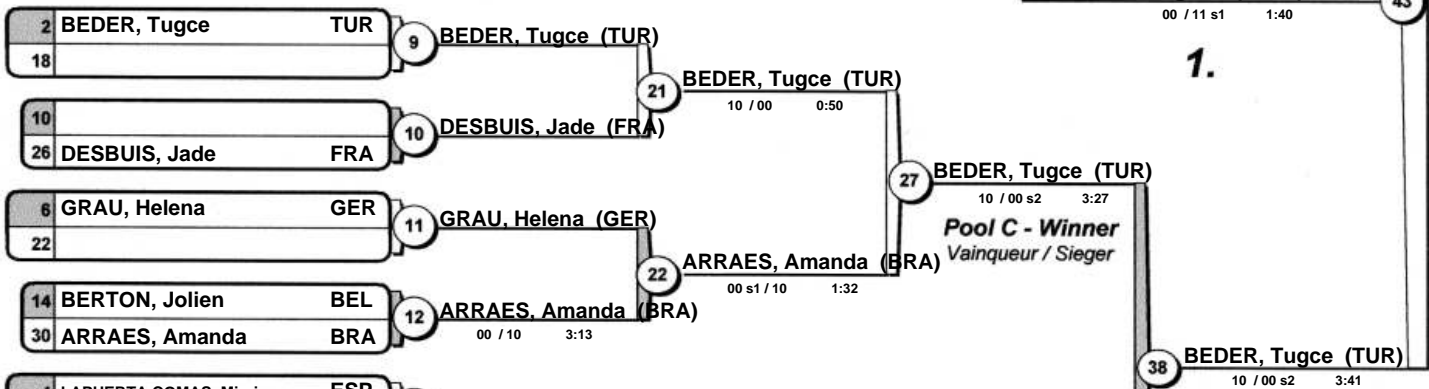 43
00 / 11 s1 1:40
1.
2 BEDER, Tugce TUR
18
9 BEDER, Tugce (TUR)
21 BEDER, Tugce (TUR)
10 / 00 0:50
10
26 DESBUIS, Jade FRA
10 DESBUIS, Jade (FRA)
27 BEDER, Tugce (TUR)
10 / 00 s2 3:27
Pool C - Winner
Vainqueur / Sieger
6 GRAU, Helena GER
22
11 GRAU, Helena (GER)
22 ARRAES, Amanda (BRA)
00 s1 / 10 1:32
14 BERTON, Jolien BEL
30 ARRAES, Amanda BRA
12 ARRAES, Amanda (BRA)
00 / 10 3:13
38 BEDER, Tugce (TUR)
10 / 00 s2 3:41
ESP